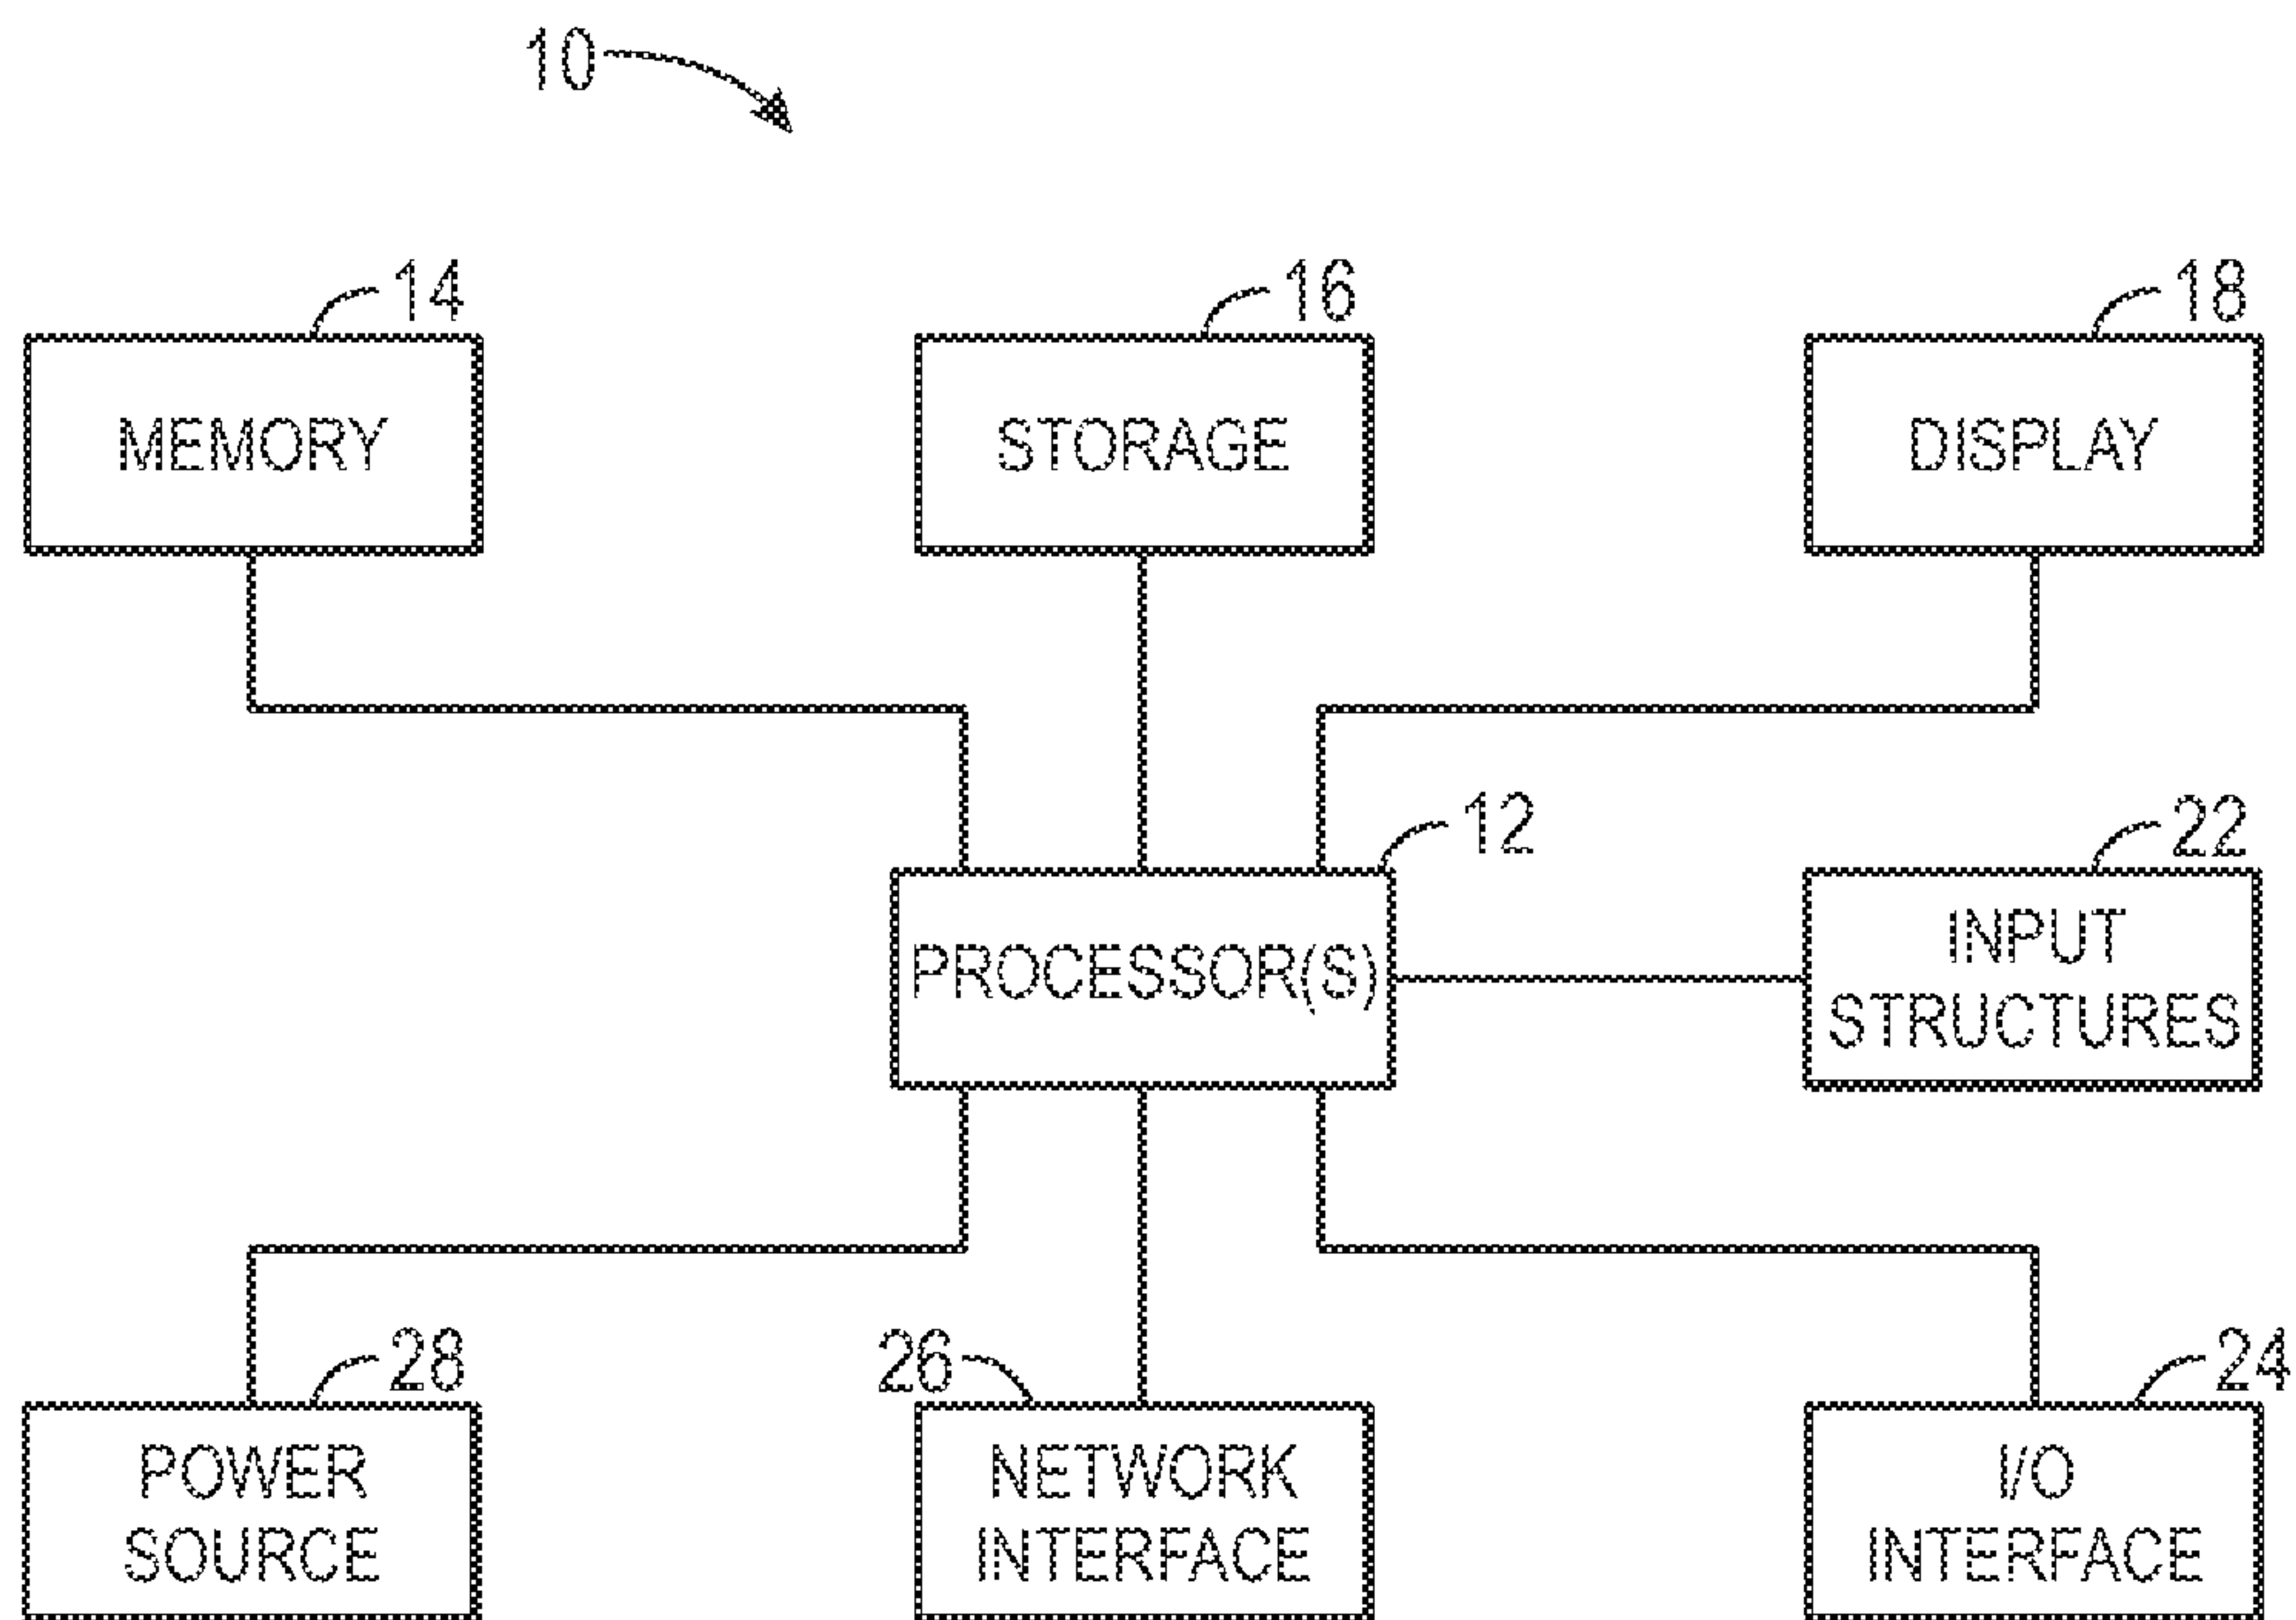 10
14
16
18
MEMORY
STORAGE
DISPLAY
12
22
PROCESSOR(S)
INPUT
STRUCTURES
28
26
24
POWER
SOURCE
NETWORK
INTERFACE
I/O
INTERFACE